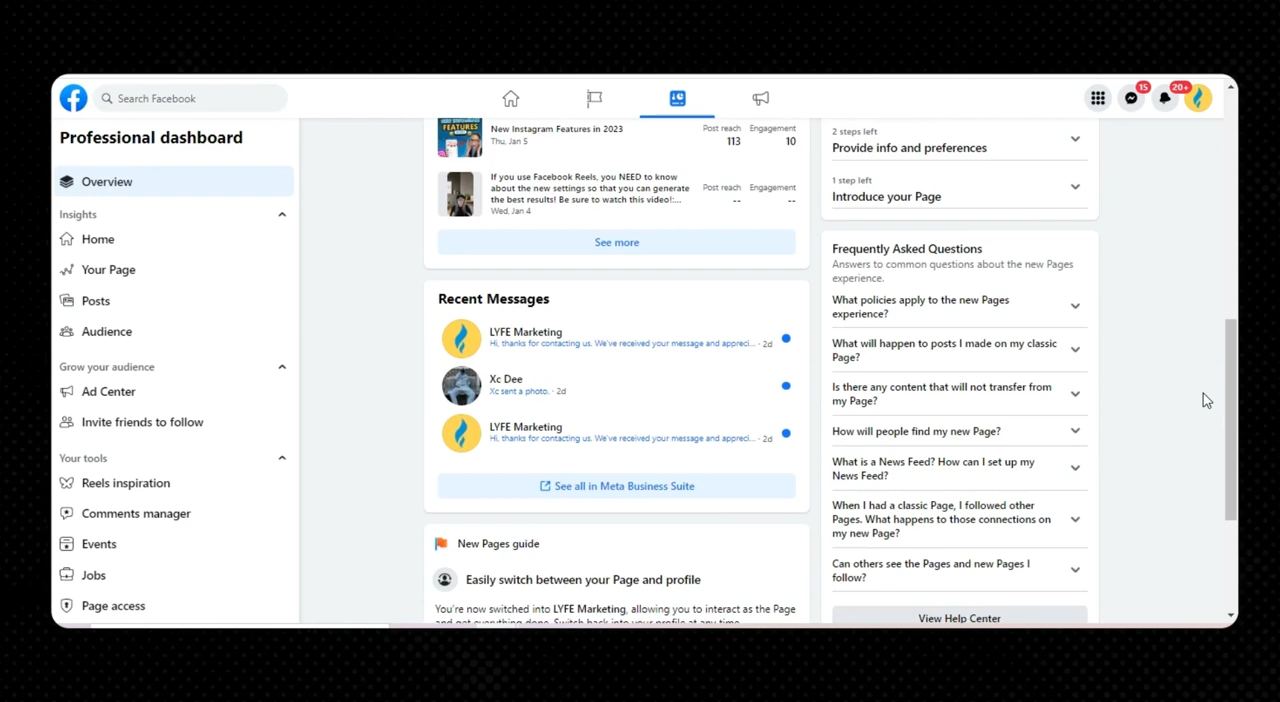 Search Facebook
15
20+
Professional dashboard
Overview
Insights
Home
Your Page
Posts
Audience
Grow your audience
Ad Center
Invite friends to follow
Your tools
Reels inspiration
Comments manager
Events
Jobs
Page access
FEATURES
New Instagram Features in 2023
Thu, Jan 5
Post reach
113
Engagement
10
If you use Facebook Reels, you NEED to know
about the new settings so that you can generate
the best results! Be sure to watch this video!:...
Wed, Jan 4
Post reach
--
Engagement
--
See more
Recent Messages
LYFE Marketing
Hi, thanks for contacting us. We've received your message and appreci... · 2d
Xc Dee
Xc sent a photo. · 2d
LYFE Marketing
Hi, thanks for contacting us. We've received your message and appreci... · 2d
See all in Meta Business Suite
New Pages guide
Easily switch between your Page and profile
You're now switched into LYFE Marketing, allowing you to interact as the Page
and get everything done. Switch back into your profile at any time.
2 steps left
Provide info and preferences
1 step left
Introduce your Page
Frequently Asked Questions
Answers to common questions about the new Pages
experience.
What policies apply to the new Pages
experience?
What will happen to posts I made on my classic
Page?
Is there any content that will not transfer from
my Page?
How will people find my new Page?
What is a News Feed? How can I set up my
News Feed?
When I had a classic Page, I followed other
Pages. What happens to those connections on
my new Page?
Can others see the Pages and new Pages I
follow?
View Help Center